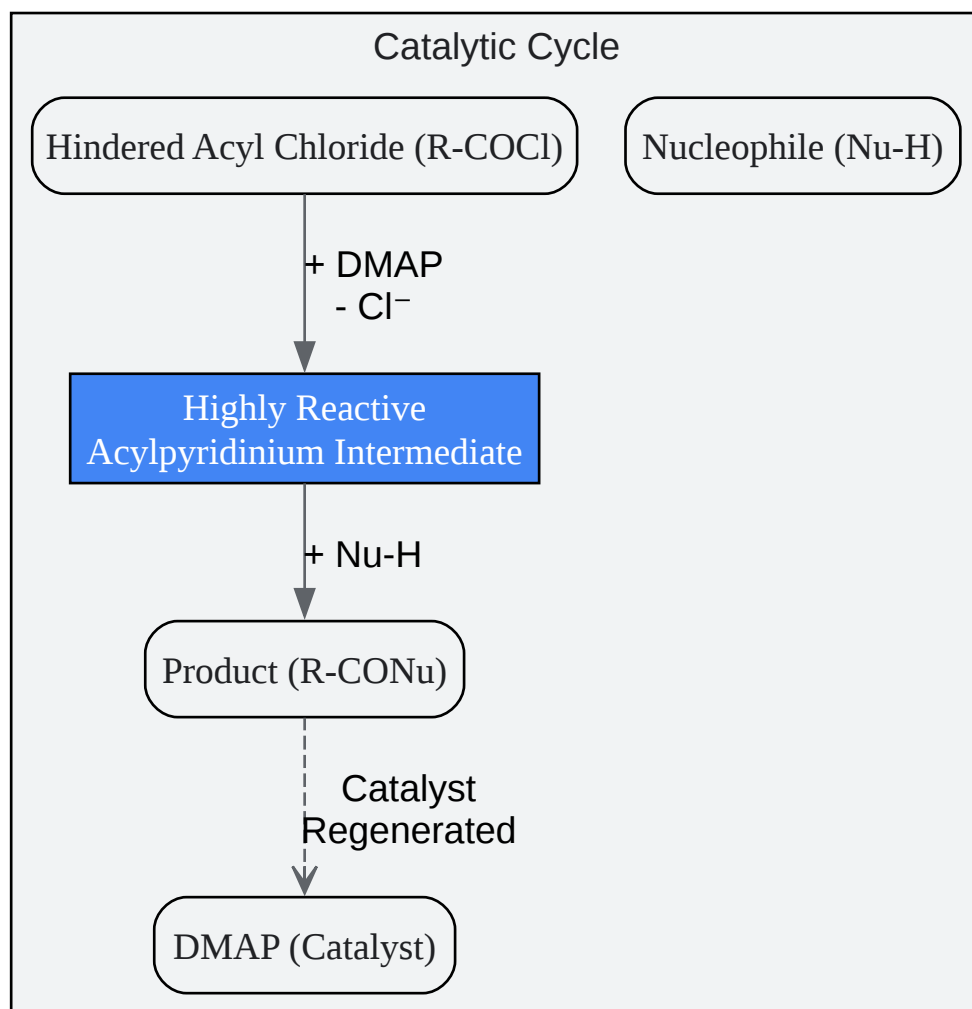 Catalytic Cycle
Hindered Acyl Chloride (R-COCl)
Nucleophile (Nu-H)
+ DMAP
- Cl⁻
Highly Reactive
Acylpyridinium Intermediate
+ Nu-H
Product (R-CONu)
Catalyst
Regenerated
DMAP (Catalyst)